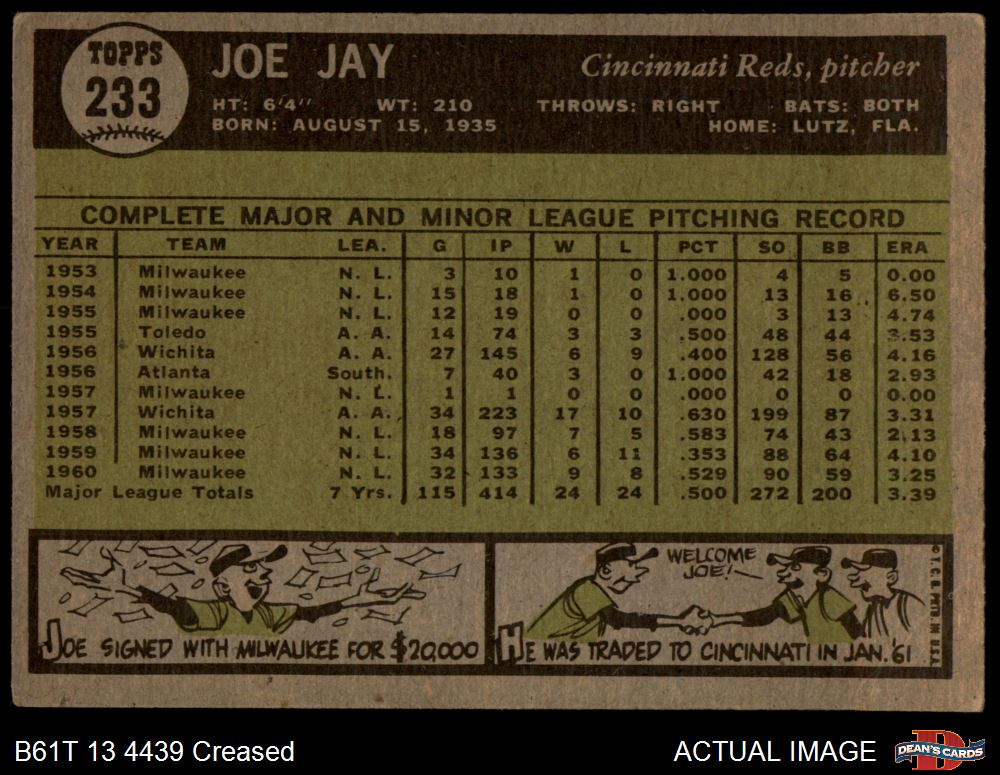 TOPPS
233
JOE JAY
Cincinnati Reds, pitcher
HT: 6'4" WT: 210 THROWS: RIGHT BATS: BOTH
BORN: AUGUST 15, 1935 HOME: LUTZ, FLA.
COMPLETE MAJOR AND MINOR LEAGUE PITCHING RECORD
YEAR TEAM LEA. G IP W L PCT SO BB ERA
1953 Milwaukee N. L. 3 10 1 0 1.000 4 5 0.00
1954 Milwaukee N. L. 15 18 1 0 1.000 13 16 6.50
1955 Milwaukee N. L. 12 19 0 0 .000 3 13 4.74
1955 Toledo A. A. 14 74 3 3 .500 48 44 3.53
1956 Wichita A. A. 27 145 6 9 .400 128 56 4.16
1956 Atlanta South. 7 40 3 0 1.000 42 18 2.93
1957 Milwaukee N. L. 1 1 0 0 .000 0 0 0.00
1957 Wichita A. A. 34 223 17 10 .630 199 87 3.31
1958 Milwaukee N. L. 18 97 7 5 .583 74 43 2.13
1959 Milwaukee N. L. 34 136 6 11 .353 88 64 4.10
1960 Milwaukee N. L. 32 133 9 8 .529 90 59 3.25
Major League Totals 7 Yrs. 115 414 24 24 .500 272 200 3.39
JOE SIGNED WITH MILWAUKEE FOR $20,000
WELCOME
JOE!
HE WAS TRADED TO CINCINNATI IN JAN. '61
© T.C.G. PRTD. IN U.S.A.
B61T 13 4439 Creased
ACTUAL IMAGE
DEAN'S CARDS